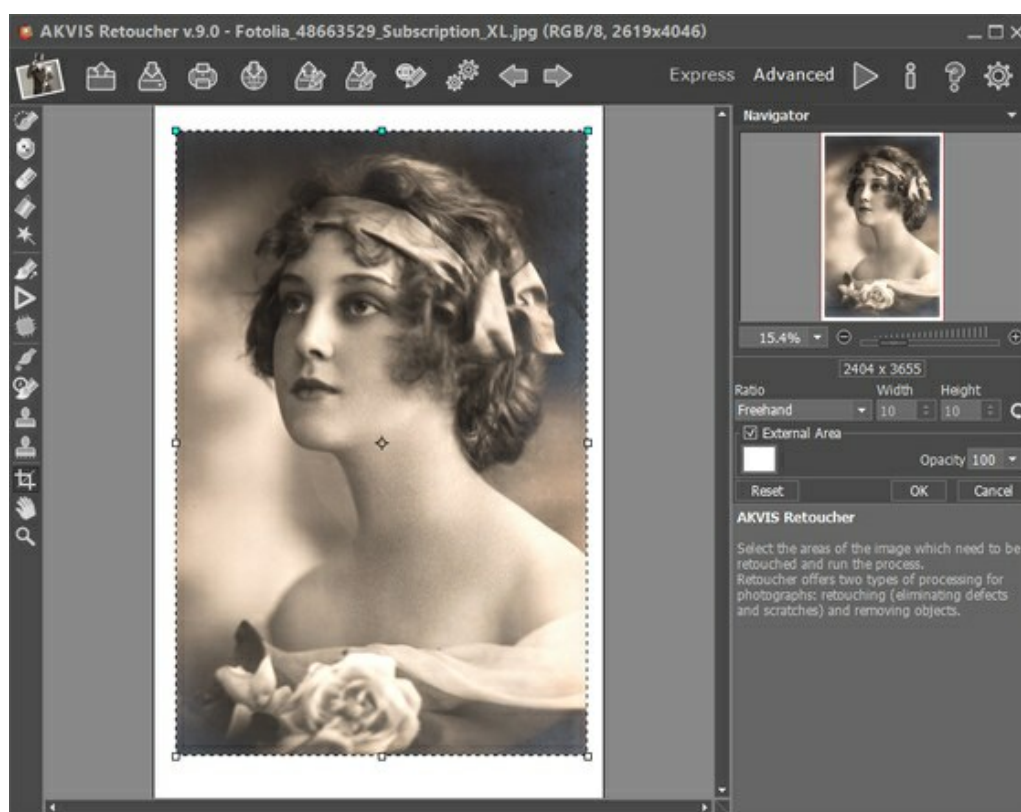 AKVIS Retoucher v.9.0 - Fotolia_48663529_Subscription_XL.jpg (RGB/8, 2619x4046)
Express Advanced
Navigator
15.4%
2404 x 3655
Ratio Width Height
Freehand 10 10
External Area
Opacity 100
Reset OK Cancel
AKVIS Retoucher
Select the areas of the image which need to be
retouched and run the process.
Retoucher offers two types of processing for
photographs: retouching (eliminating defects
and scratches) and removing objects.